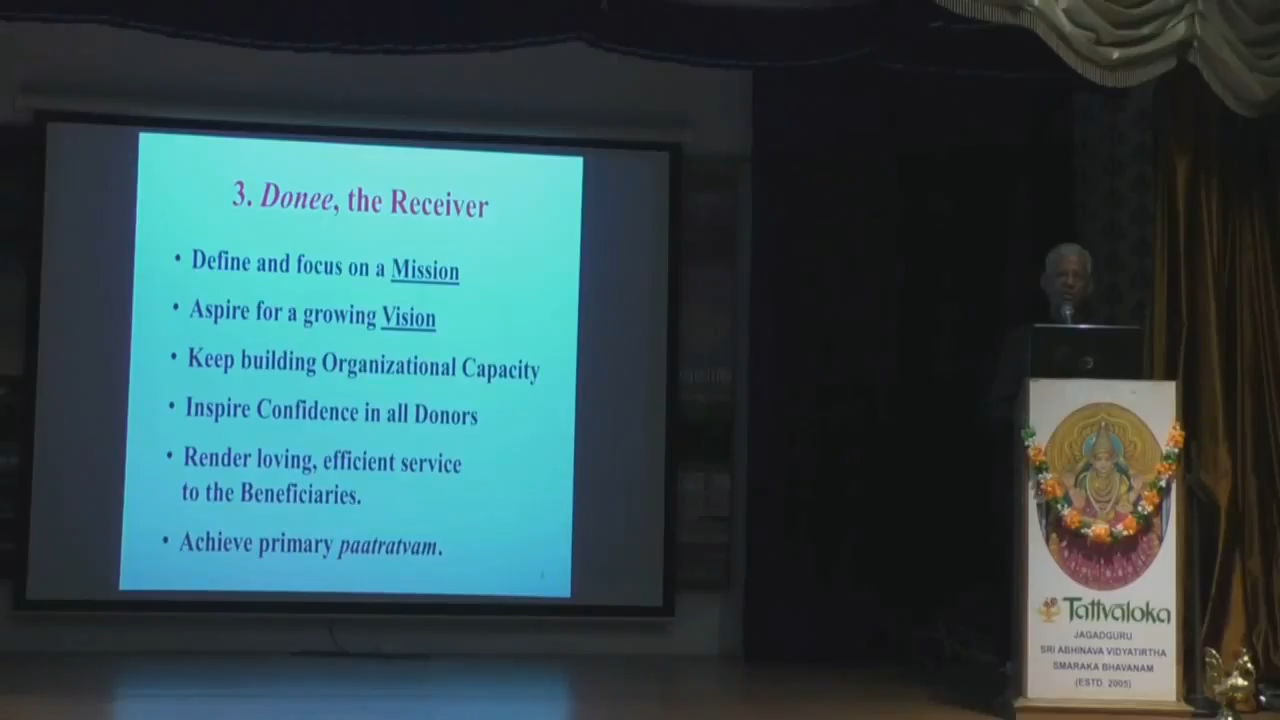 3. Donee, the Receiver
• Define and focus on a Mission
• Aspire for a growing Vision
• Keep building Organizational Capacity
• Inspire Confidence in all Donors
• Render loving, efficient service
to the Beneficiaries.
• Achieve primary paatratvam.
Tattvaloka
JAGADGURU
SRI ABHINAVA VIDYATIRTHA
SMARAKA BHAVANAM
(ESTD. 2005)